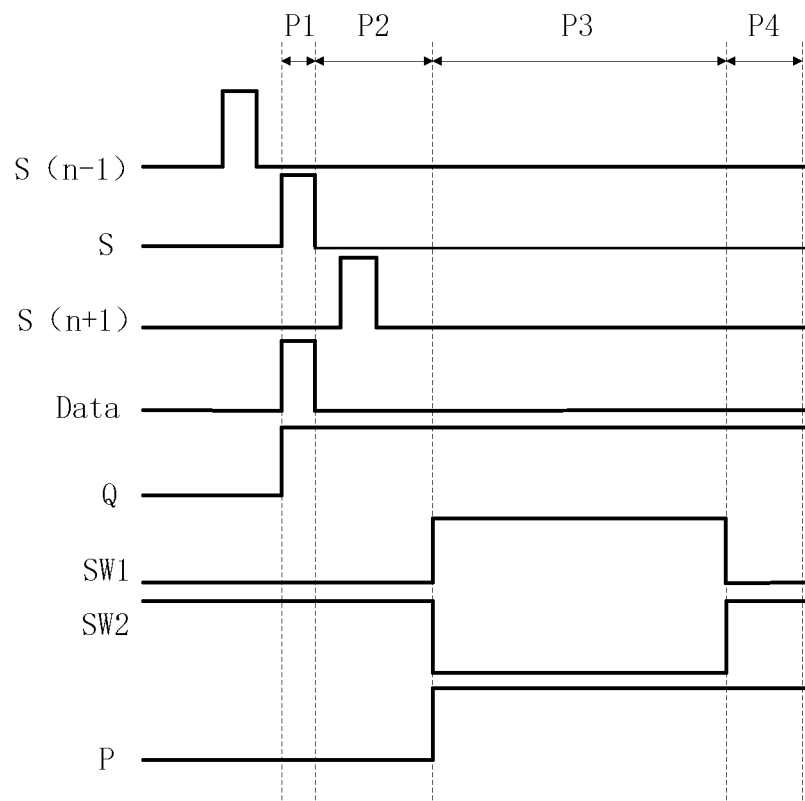 P1 P2 P3 P4
S (n-1)
S
S (n+1)
Data
Q
SW1
SW2
P